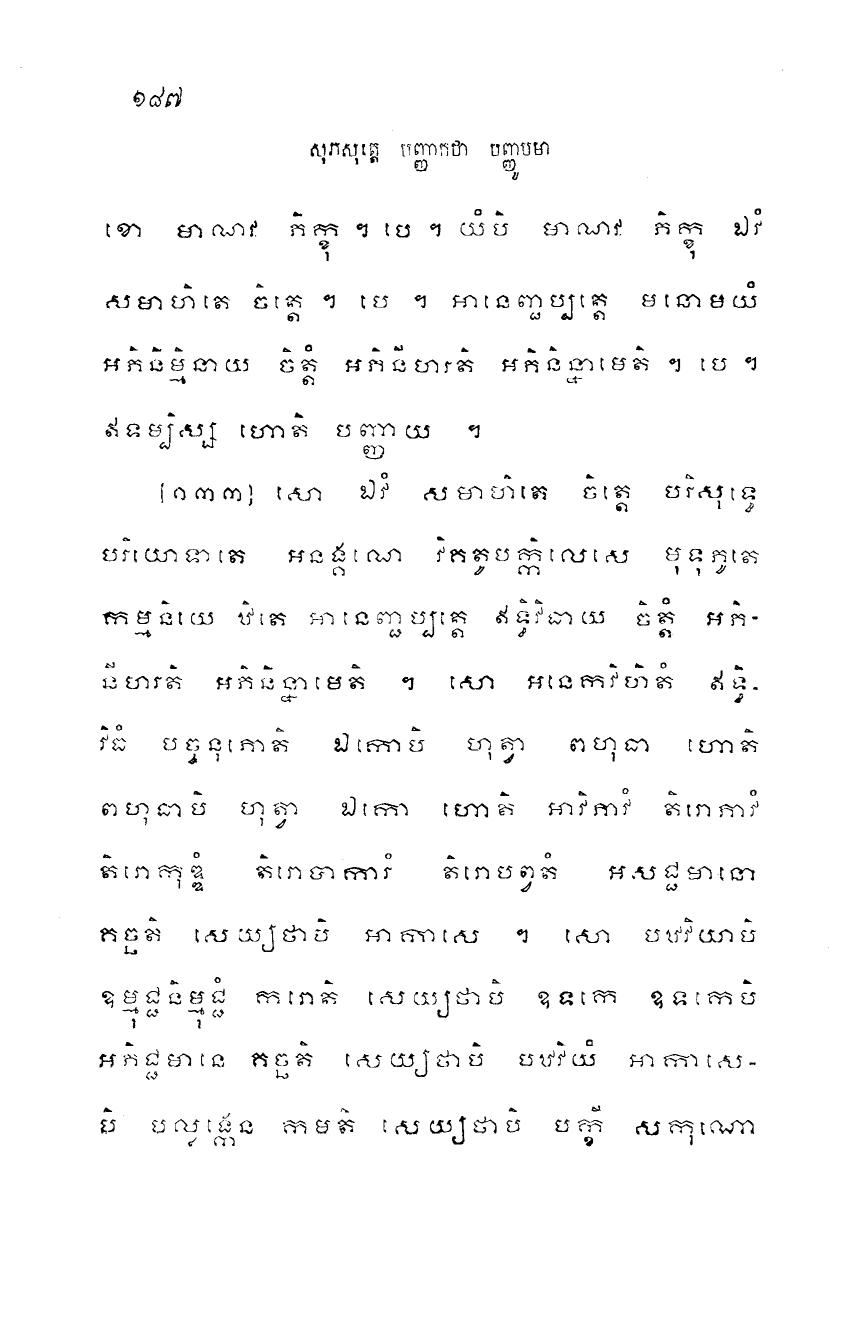 ១៨៧
សុភសុត្តេ បញ្ញាកថា បញ្ញូបមា
ខោ មាណវ ភិក្ខុ ។ បេ ។ យំបិ មាណវ ភិក្ខុ ឯវំ
សមាហិតេ ចិត្តេ ។ បេ ។ អានេញ្ជប្បត្តេ មនោមយំ
អភិនិម្មិនាយ ចិត្តំ អភិនីហរតិ អភិនិន្នាមេតិ ។ បេ ។
ឥទម្បិស្ស ហោតិ បញ្ញាយ ។
[១៣៣] សោ ឯវំ សមាហិតេ ចិត្តេ បរិសុទ្ធេ
បរិយោទាតេ អនង្គណេ វិគតូបក្កិលេសេ មុទុភូតេ
កម្មនិយេ ឋិតេ អានេញ្ជប្បត្តេ ឥទ្ធិវិធាយ ចិត្តំ អភិ-
នីហរតិ អភិនិន្នាមេតិ ។ សោ អនេកវិហិតំ ឥទ្ធិ-
វិធំ បច្ចនុភោតិ ឯកោបិ ហុត្វា ពហុធា ហោតិ
ពហុធាបិ ហុត្វា ឯកោ ហោតិ អាវិភាវំ តិរោភាវំ
តិរោកុឌ្ឌំ តិរោបាការំ តិរោបព្វតំ អសជ្ជមានោ
គច្ឆតិ សេយ្យថាបិ អាកាសេ ។ សោ បឋវិយាបិ
ឧម្មុជ្ជនិម្មុជ្ជំ ករោតិ សេយ្យថាបិ ឧទកេ ឧទកេបិ
អភិជ្ជមានេ គច្ឆតិ សេយ្យថាបិ បឋវិយំ អាកាសេ-
បិ បល្លង្កេន កមតិ សេយ្យថាបិ បក្ខី សកុណោ